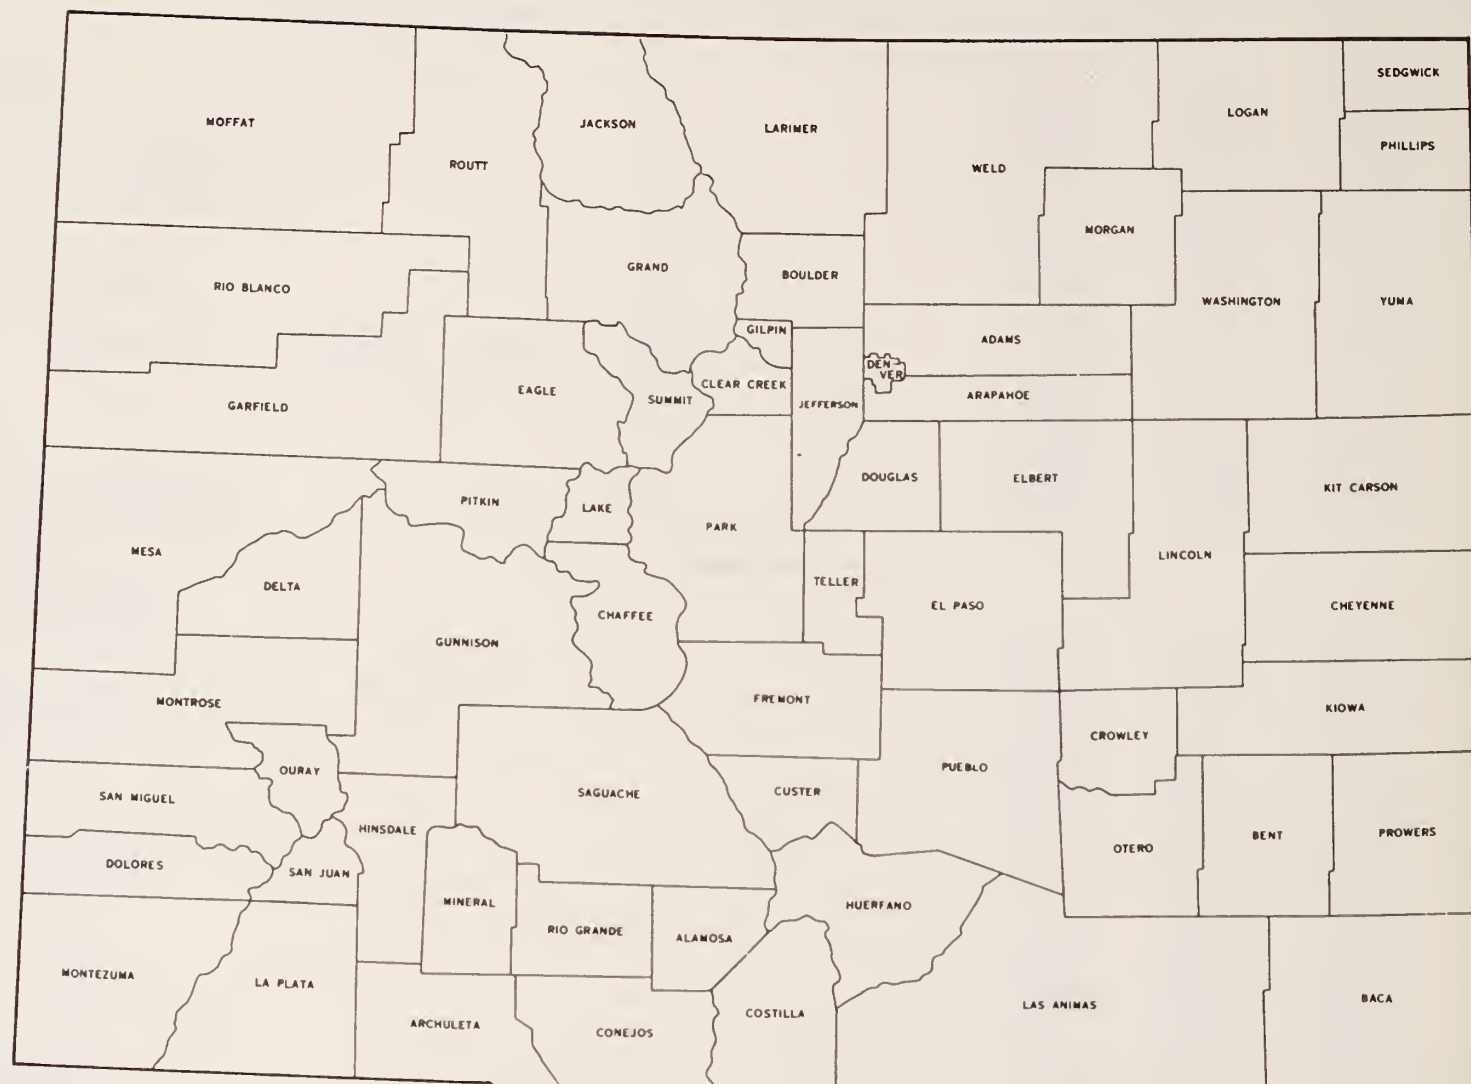 SEDGWICK
LOGAN
MOFFAT
JACKSON
LARIMER
PHILLIPS
ROUTT
WELD
MORGAN
GRAND
BOULDER
RIO BLANCO
WASHINGTON
YUMA
GILPIN
ADAMS
DEN-
VER
CLEAR CREEK
EAGLE
SUMMIT
ARAPAHOE
GARFIELD
JEFFERSON
DOUGLAS
ELBERT
KIT CARSON
PITKIN
LAKE
PARK
MESA
LINCOLN
DELTA
TELLER
EL PASO
CHEYENNE
CHAFFEE
GUNNISON
MONTROSE
FREMONT
KIOWA
CROWLEY
OURAY
PUEBLO
SAN MIGUEL
SAGUACHE
CUSTER
HINSDALE
PROWERS
BENT
OTERO
DOLORES
SAN JUAN
MINERAL
HUERFANO
RIO GRANDE
ALAMOSA
MONTEZUMA
LA PLATA
BACA
LAS ANIMAS
COSTILLA
ARCHULETA
CONEJOS